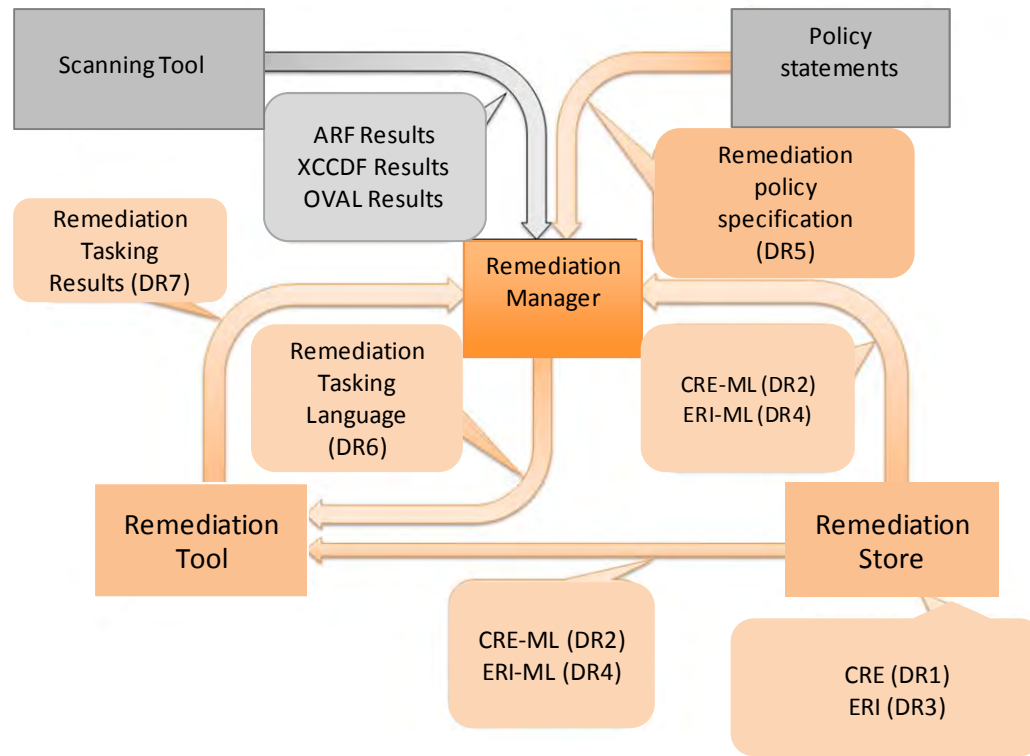 Scanning Tool
Policy
statements
ARF Results
XCCDF Results
OVAL Results
Remediation
policy
specification
(DR5)
Remediation
Tasking
Results (DR7)
Remediation
Manager
Remediation
Tasking
Language
(DR6)
CRE-ML (DR2)
ERI-ML (DR4)
Remediation
Tool
Remediation
Store
CRE-ML (DR2)
ERI-ML (DR4)
CRE (DR1)
ERI (DR3)